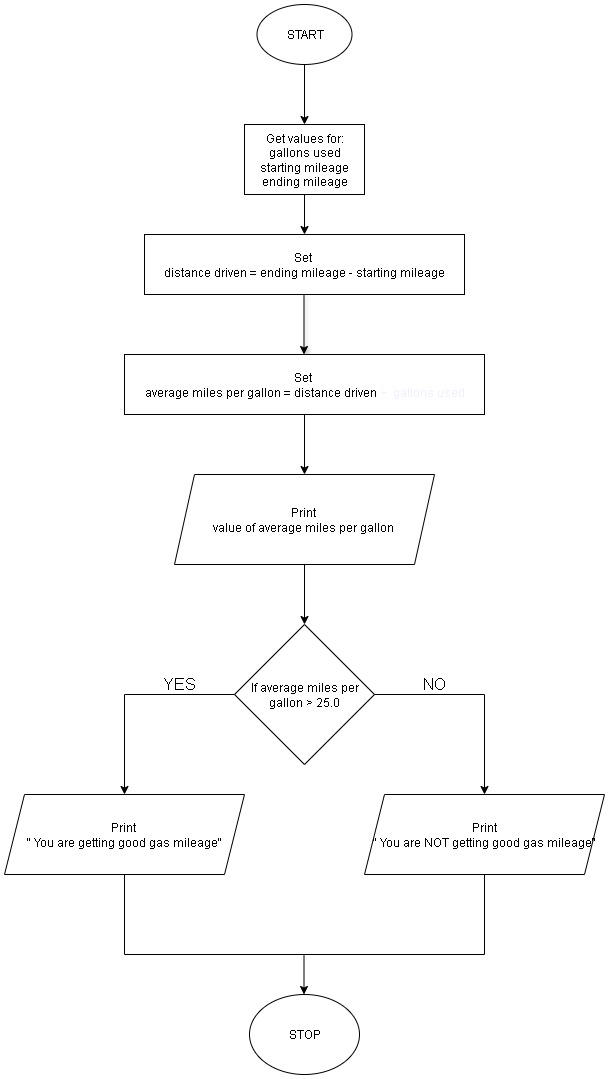 START
Get values for:
gallons used
starting mileage
ending mileage
Set
distance driven = ending mileage - starting mileage
Set
average miles per gallon = distance driven ÷ gallons used
Print
value of average miles per gallon
If average miles per
gallon > 25.0
YES
NO
Print
" You are getting good gas mileage"
Print
" You are NOT getting good gas mileage"
STOP